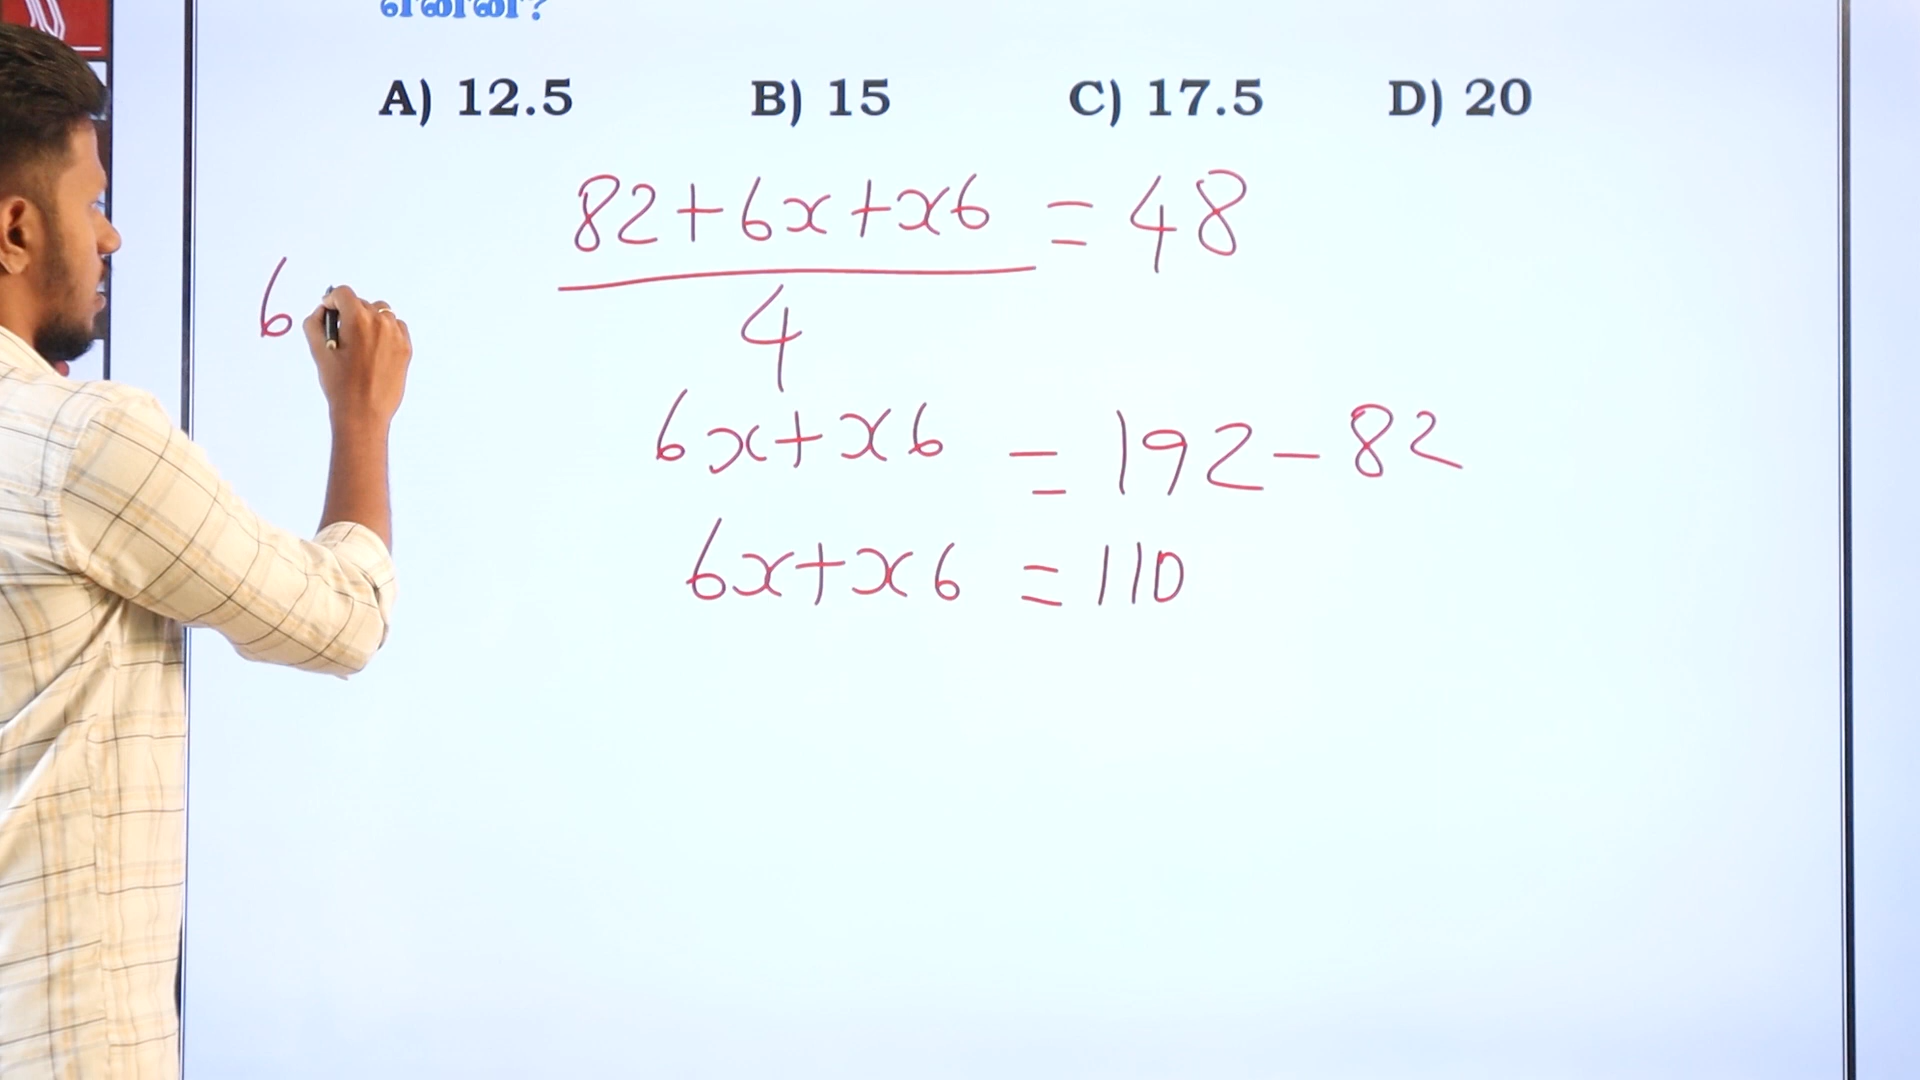 என்ன?
A) 12.5 B) 15 C) 17.5 D) 20
82+6x+x6 = 48
4
6
6x+x6 = 192-82
6x+x6 = 110